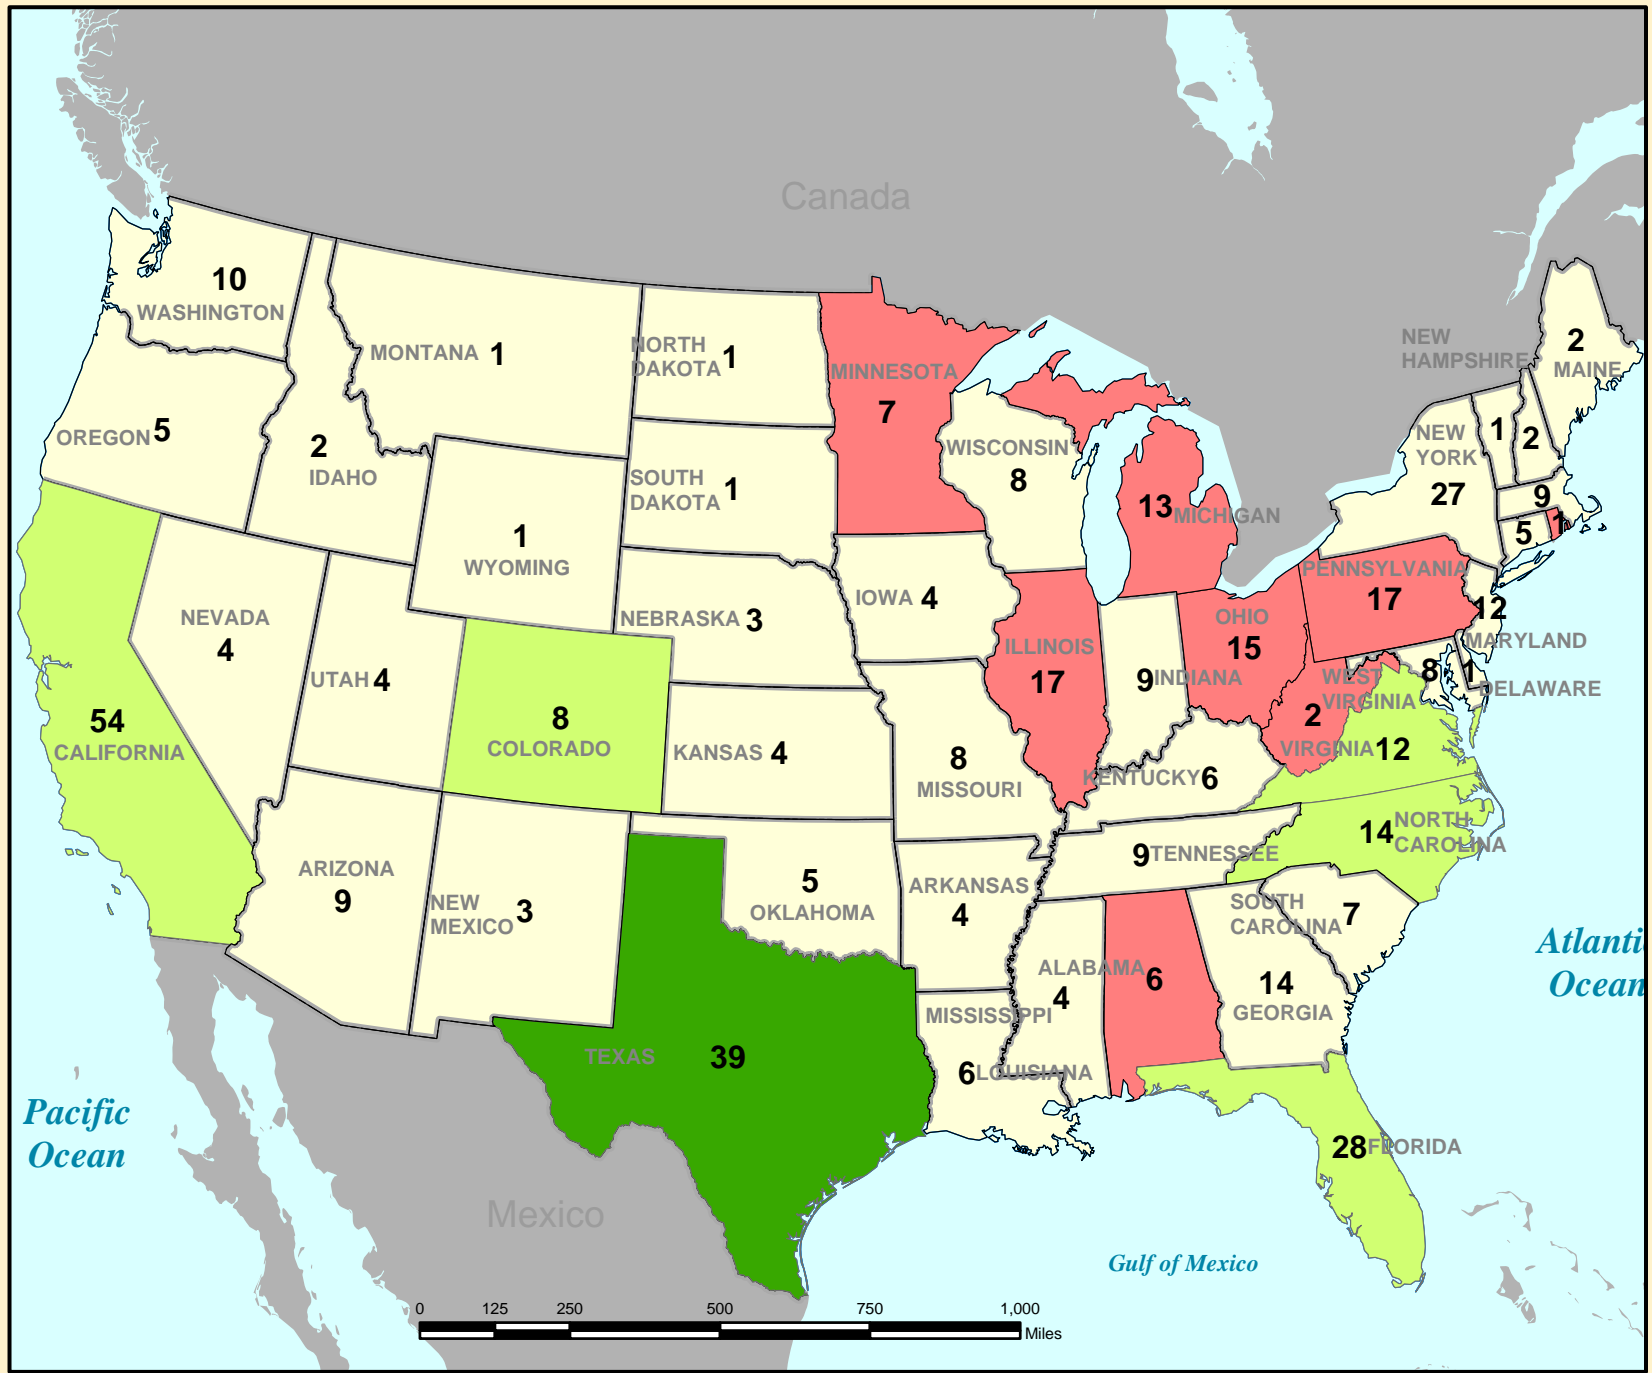 Canada
10
WASHINGTON
MONTANA 1
NORTH
DAKOTA 1
MINNESOTA
7
NEW
HAMPSHIRE
2
MAINE
OREGON 5
2
IDAHO
SOUTH
DAKOTA 1
WISCONSIN
8
13 MICHIGAN
NEW
YORK
27
1
2
9
5
1
1
WYOMING
NEVADA
4
UTAH 4
NEBRASKA 3
IOWA 4
ILLINOIS
17
9 INDIANA
OHIO
15
PENNSYLVANIA
17
12
MARYLAND
8
1
DELAWARE
WEST
VIRGINIA
2
VIRGINIA 12
54
CALIFORNIA
8
COLORADO
KANSAS 4
8
MISSOURI
KENTUCKY 6
14 NORTH
CAROLINA
9 TENNESSEE
ARIZONA
9
NEW
MEXICO 3
5
OKLAHOMA
ARKANSAS
4
SOUTH
CAROLINA
7
ALABAMA
4
6
14
GEORGIA
MISSISSIPPI
6 LOUISIANA
TEXAS 39
28 FLORIDA
Atlanti
Ocean
Pacific
Ocean
Mexico
Gulf of Mexico
0 125 250 500 750 1,000
Miles